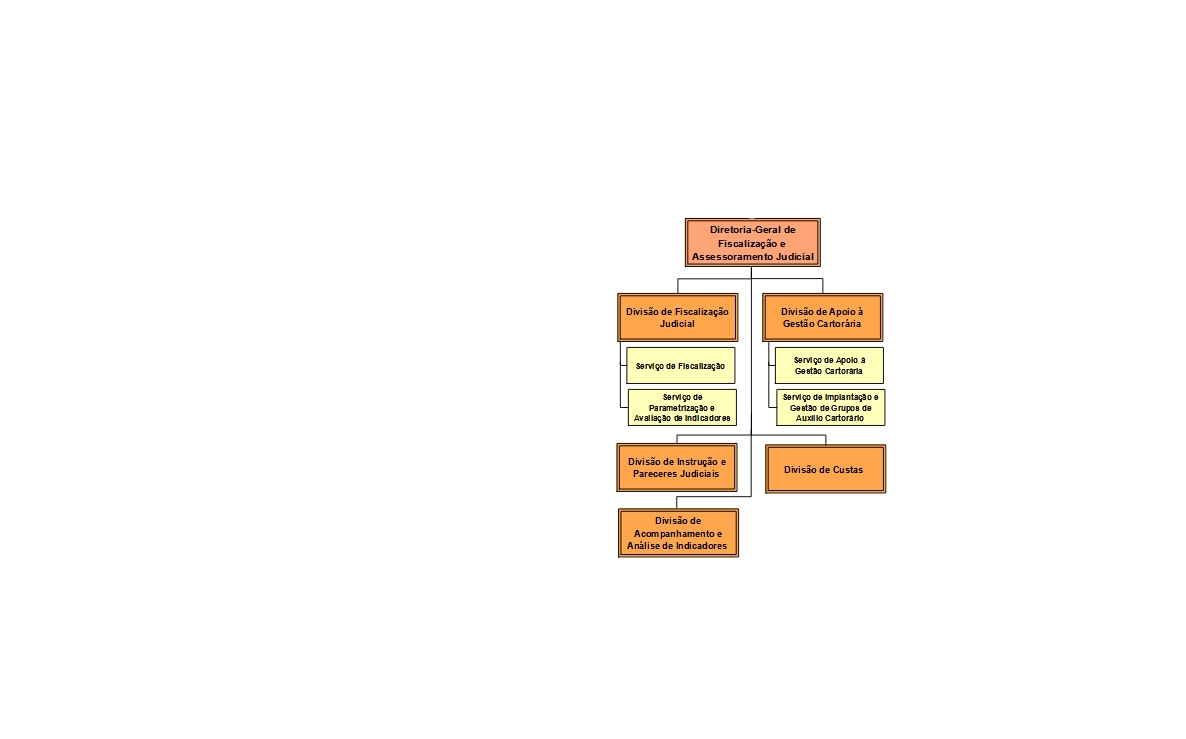 Diretoria-Geral de
Fiscalização e
Assessoramento Judicial
Divisão de Fiscalização
Judicial
Divisão de Apoio à
Gestão Cartorária
Serviço de Fiscalização
Serviço de Apoio à
Gestão Cartorária
Serviço de
Parametrização e
Avaliação de Indicadores
Serviço de Implantação e
Gestão de Grupos de
Auxílio Cartorário
Divisão de Instrução e
Pareceres Judiciais
Divisão de Custas
Divisão de
Acompanhamento e
Análise de Indicadores